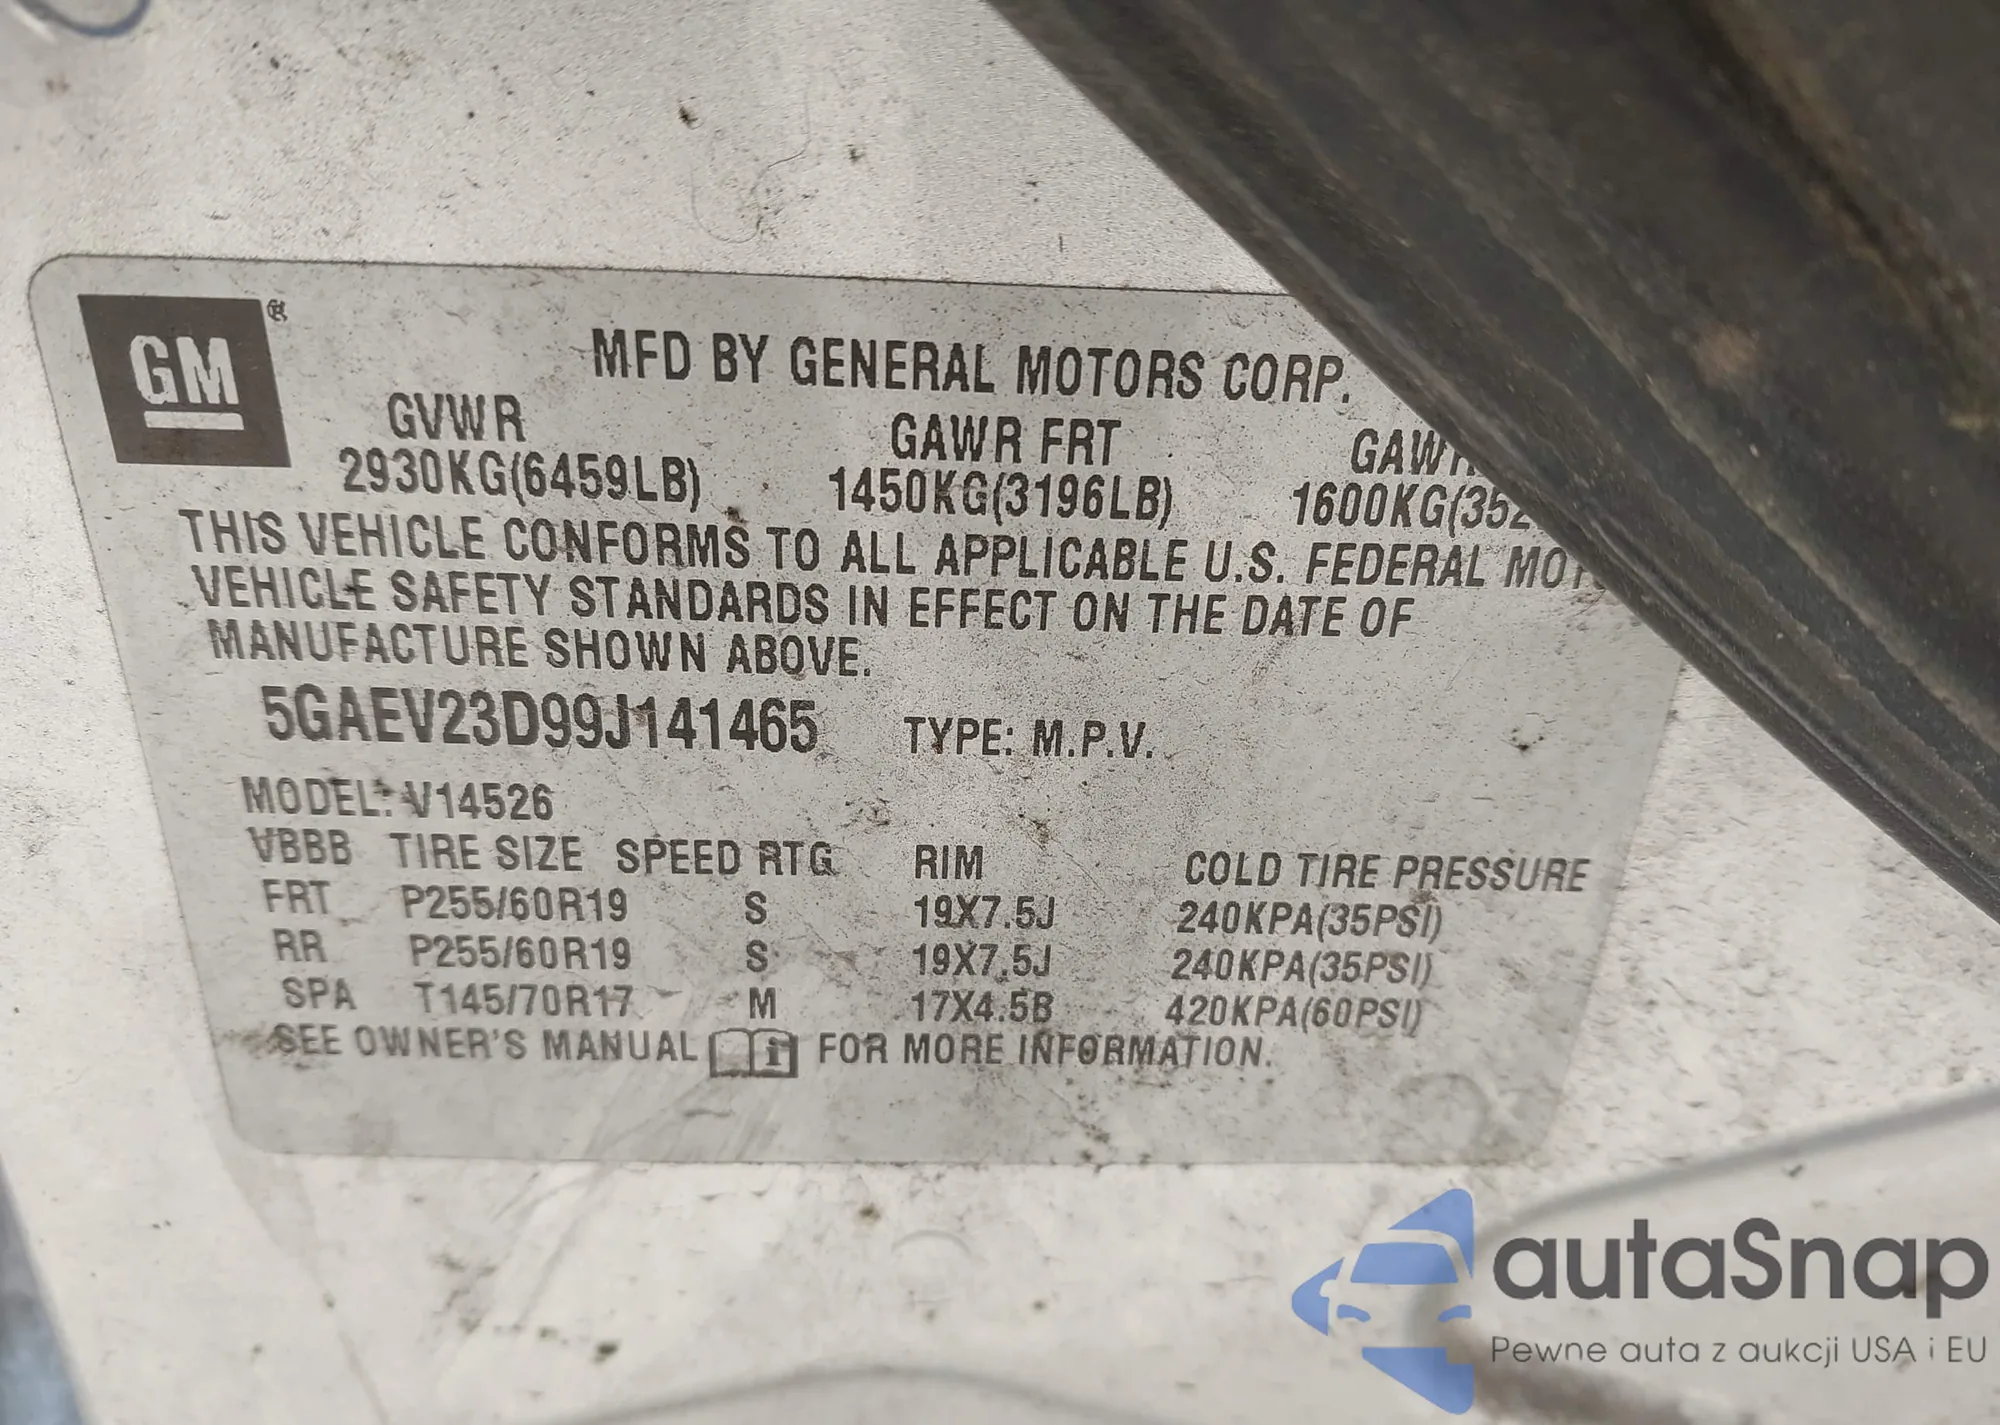 GM ®
MFD BY GENERAL MOTORS CORP.
GVWR GAWR FRT GAWR
2930KG(6459LB) 1450KG(3196LB) 1600KG(352
THIS VEHICLE CONFORMS TO ALL APPLICABLE U.S. FEDERAL MOTO
VEHICLE SAFETY STANDARDS IN EFFECT ON THE DATE OF
MANUFACTURE SHOWN ABOVE.
5GAEV23D99J141465 TYPE: M.P.V.
MODEL: V14526
VBBB TIRE SIZE SPEED RTG RIM COLD TIRE PRESSURE
FRT P255/60R19 S 19X7.5J 240KPA(35PSI)
RR P255/60R19 S 19X7.5J 240KPA(35PSI)
SPA T145/70R17 M 17X4.5B 420KPA(60PSI)
SEE OWNER'S MANUAL i FOR MORE INFORMATION.
autaSnap
Pewne auta z aukcji USA i EU